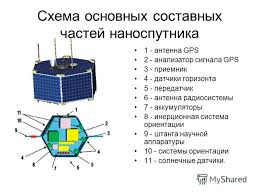 Схема основных составных
частей наноспутника
1 - антенна GPS
2 - анализатор сигнала GPS
3 - приемник
4 - датчики горизонта
5 - передатчик
6 - антенна радиосистемы
7 - аккумуляторы
8 - инерционная система
ориентации
9 - штанга научной
аппаратуры
10 - системы ориентации
11 - солнечные датчики.
MyShared